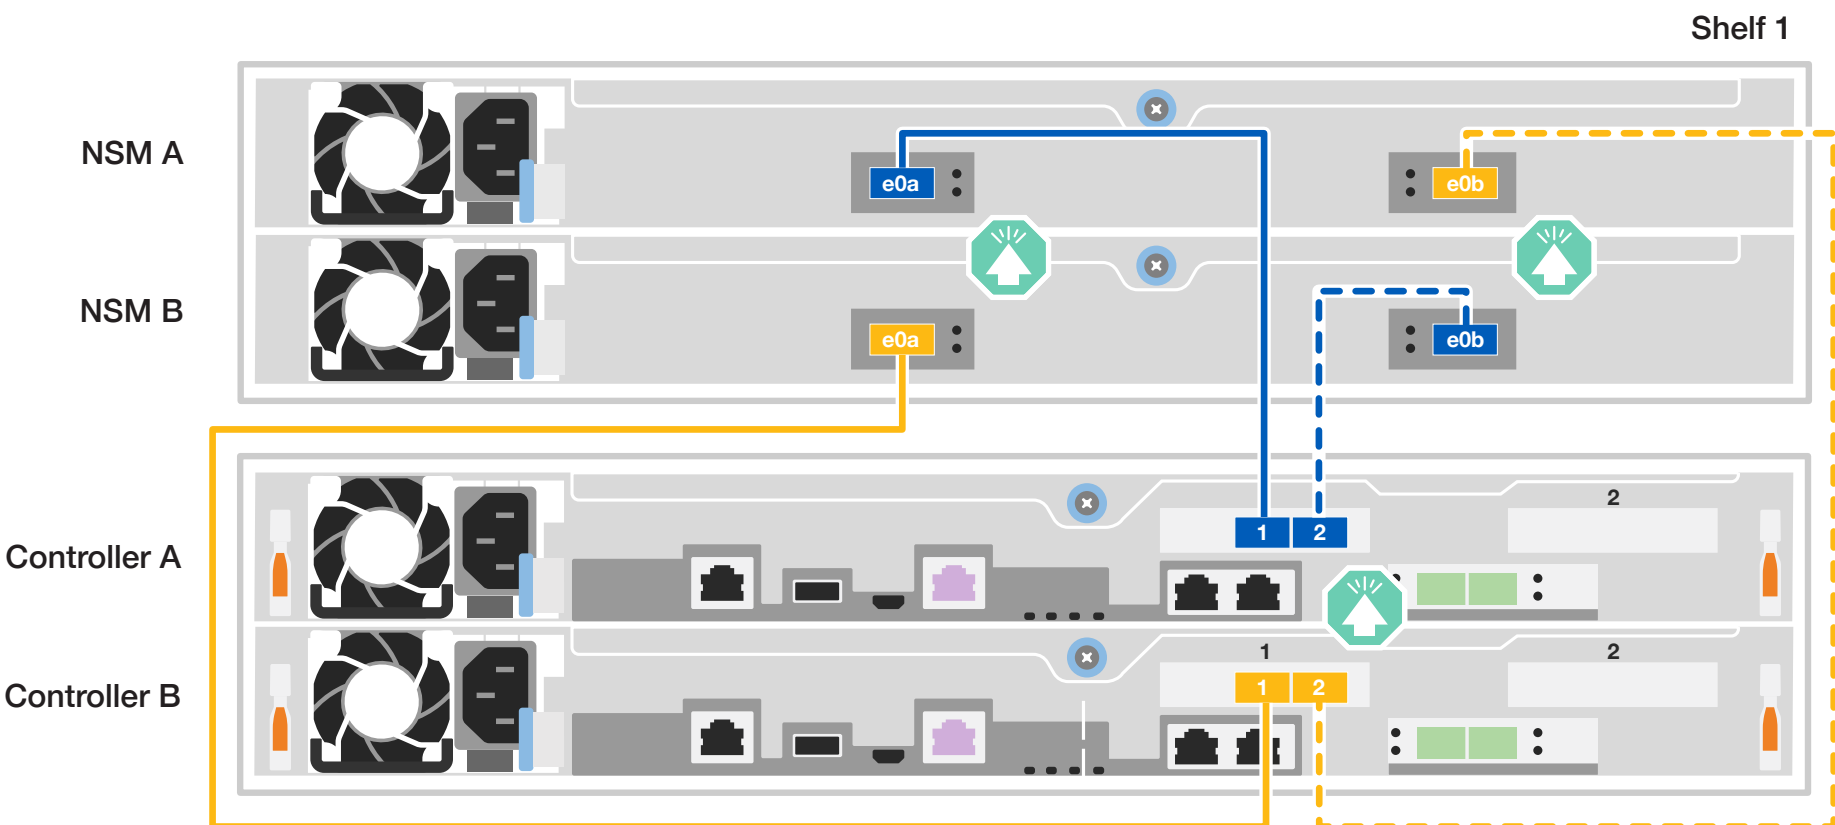 Shelf 1
NSM A
e0a
e0b
NSM B
e0a
e0b
2
Controller A
1 2
1
2
Controller B
1 2